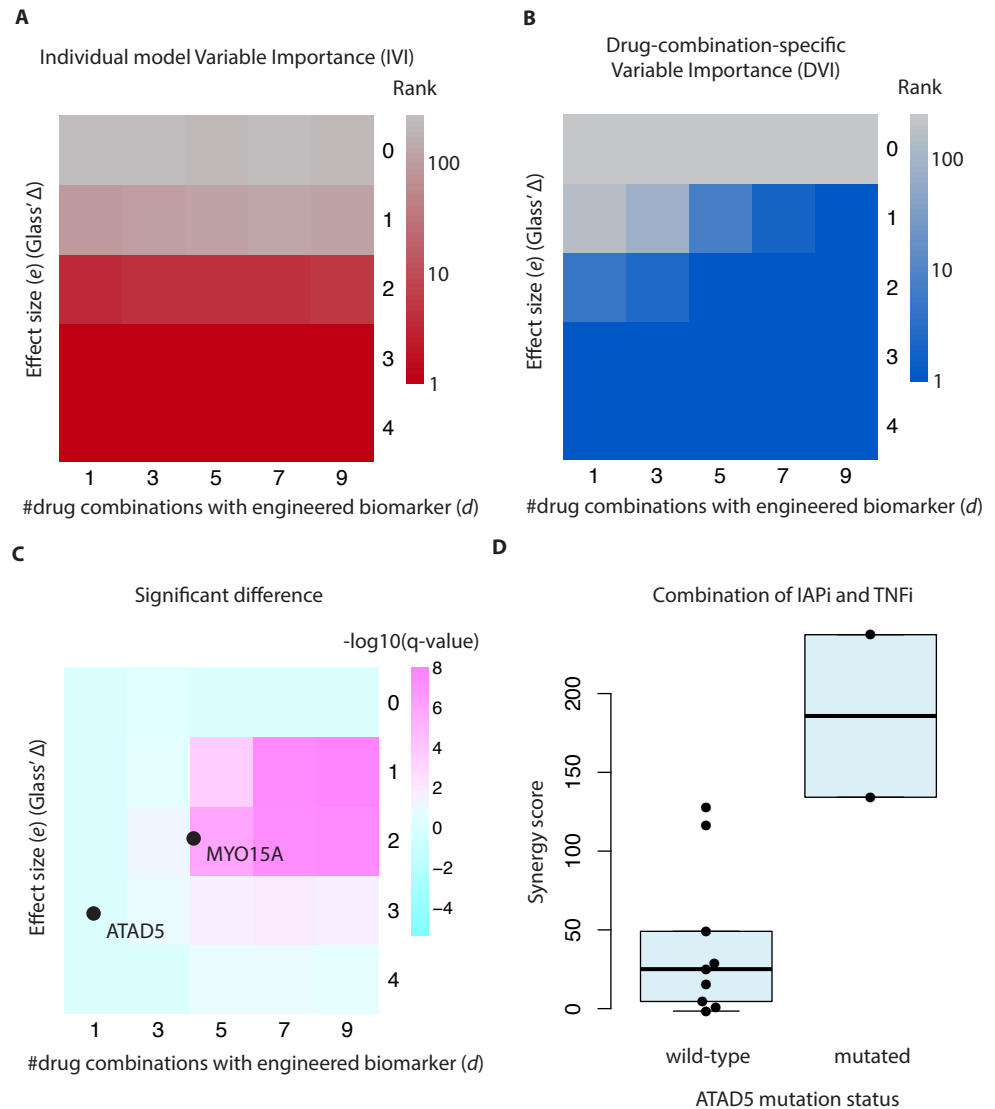 A
Individual model Variable Importance (IVI)
Rank
100
10
1
Effect size (e) (Glass’ Δ)
0
1
2
3
4
1 3 5 7 9
#drug combinations with engineered biomarker (d)
B
Drug-combination-specific
Variable Importance (DVI)
Rank
100
10
1
Effect size (e) (Glass’ Δ)
0
1
2
3
4
1 3 5 7 9
#drug combinations with engineered biomarker (d)
C
Significant difference
-log10(q-value)
8
6
4
2
0
−2
−4
Effect size (e) (Glass’ Δ)
0
1
2
3
4
MYO15A
ATAD5
1 3 5 7 9
#drug combinations with engineered biomarker (d)
D
Combination of IAPi and TNFi
Synergy score
200
150
100
50
0
wild-type mutated
ATAD5 mutation status